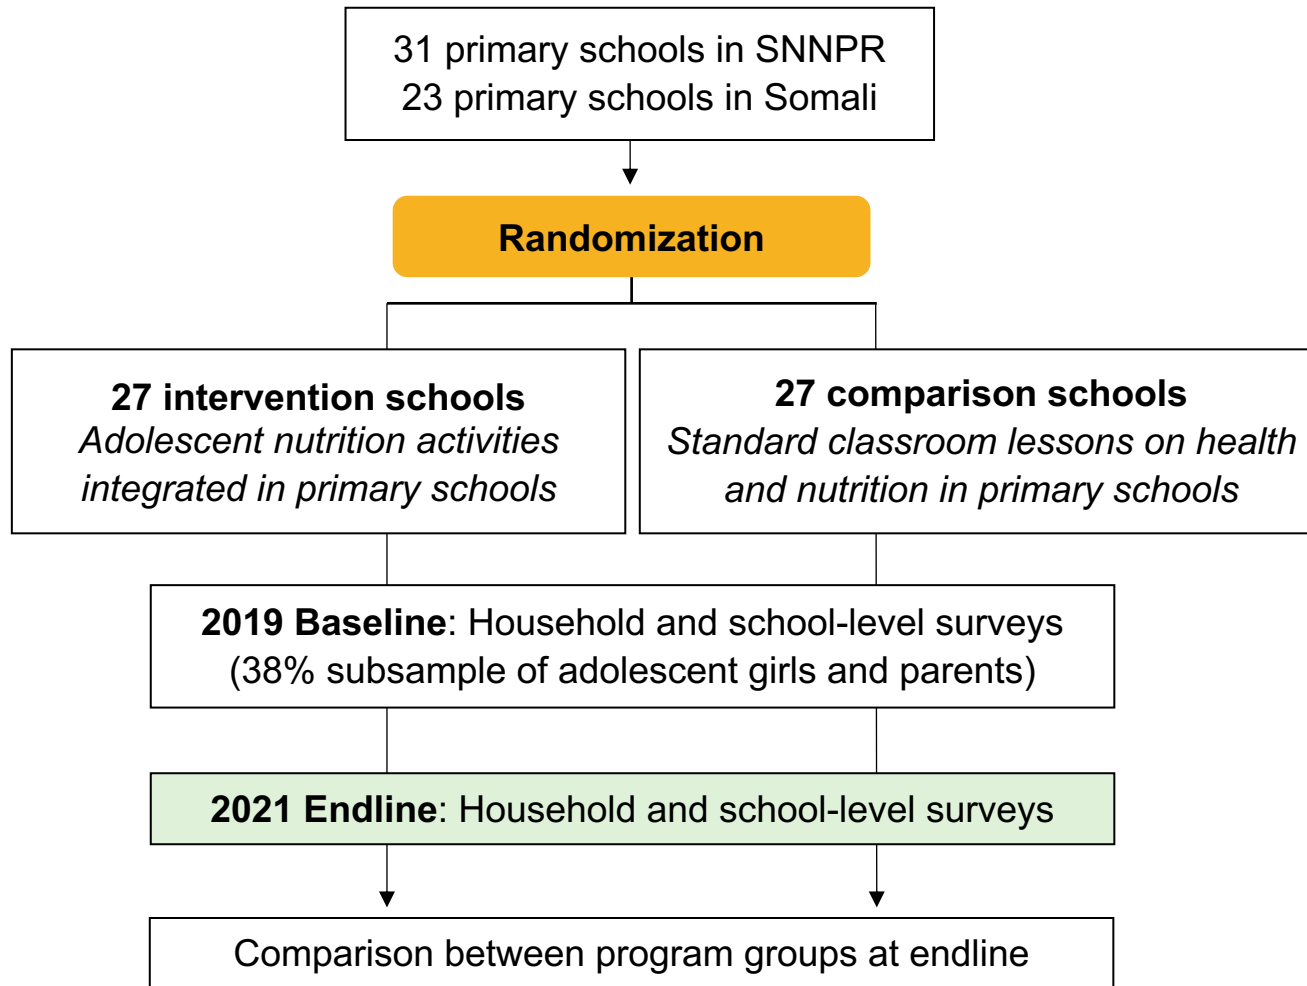 31 primary schools in SNNPR
23 primary schools in Somali
Randomization
27 intervention schools
Adolescent nutrition activities
integrated in primary schools
27 comparison schools
Standard classroom lessons on health
and nutrition in primary schools
2019 Baseline: Household and school-level surveys
(38% subsample of adolescent girls and parents)
2021 Endline: Household and school-level surveys
Comparison between program groups at endline